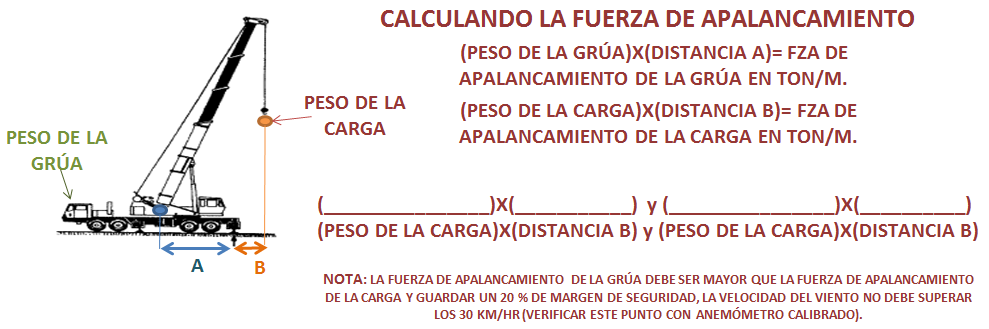 CALCULANDO LA FUERZA DE APALANCAMIENTO
(PESO DE LA GRÚA)X(DISTANCIA A)= FZA DE
APALANCAMIENTO DE LA GRÚA EN TON/M.
(PESO DE LA CARGA)X(DISTANCIA B)= FZA DE
APALANCAMIENTO DE LA CARGA EN TON/M.
PESO DE LA
CARGA
PESO DE LA
GRÚA
A
B
(________________)X(___________) y (________________)X(__________)
(PESO DE LA CARGA)X(DISTANCIA B) y (PESO DE LA CARGA)X(DISTANCIA B)
NOTA: LA FUERZA DE APALANCAMIENTO DE LA GRÚA DEBE SER MAYOR QUE LA FUERZA DE APALANCAMIENTO
DE LA CARGA Y GUARDAR UN 20 % DE MARGEN DE SEGURIDAD, LA VELOCIDAD DEL VIENTO NO DEBE SUPERAR
LOS 30 KM/HR (VERIFICAR ESTE PUNTO CON ANEMÓMETRO CALIBRADO).